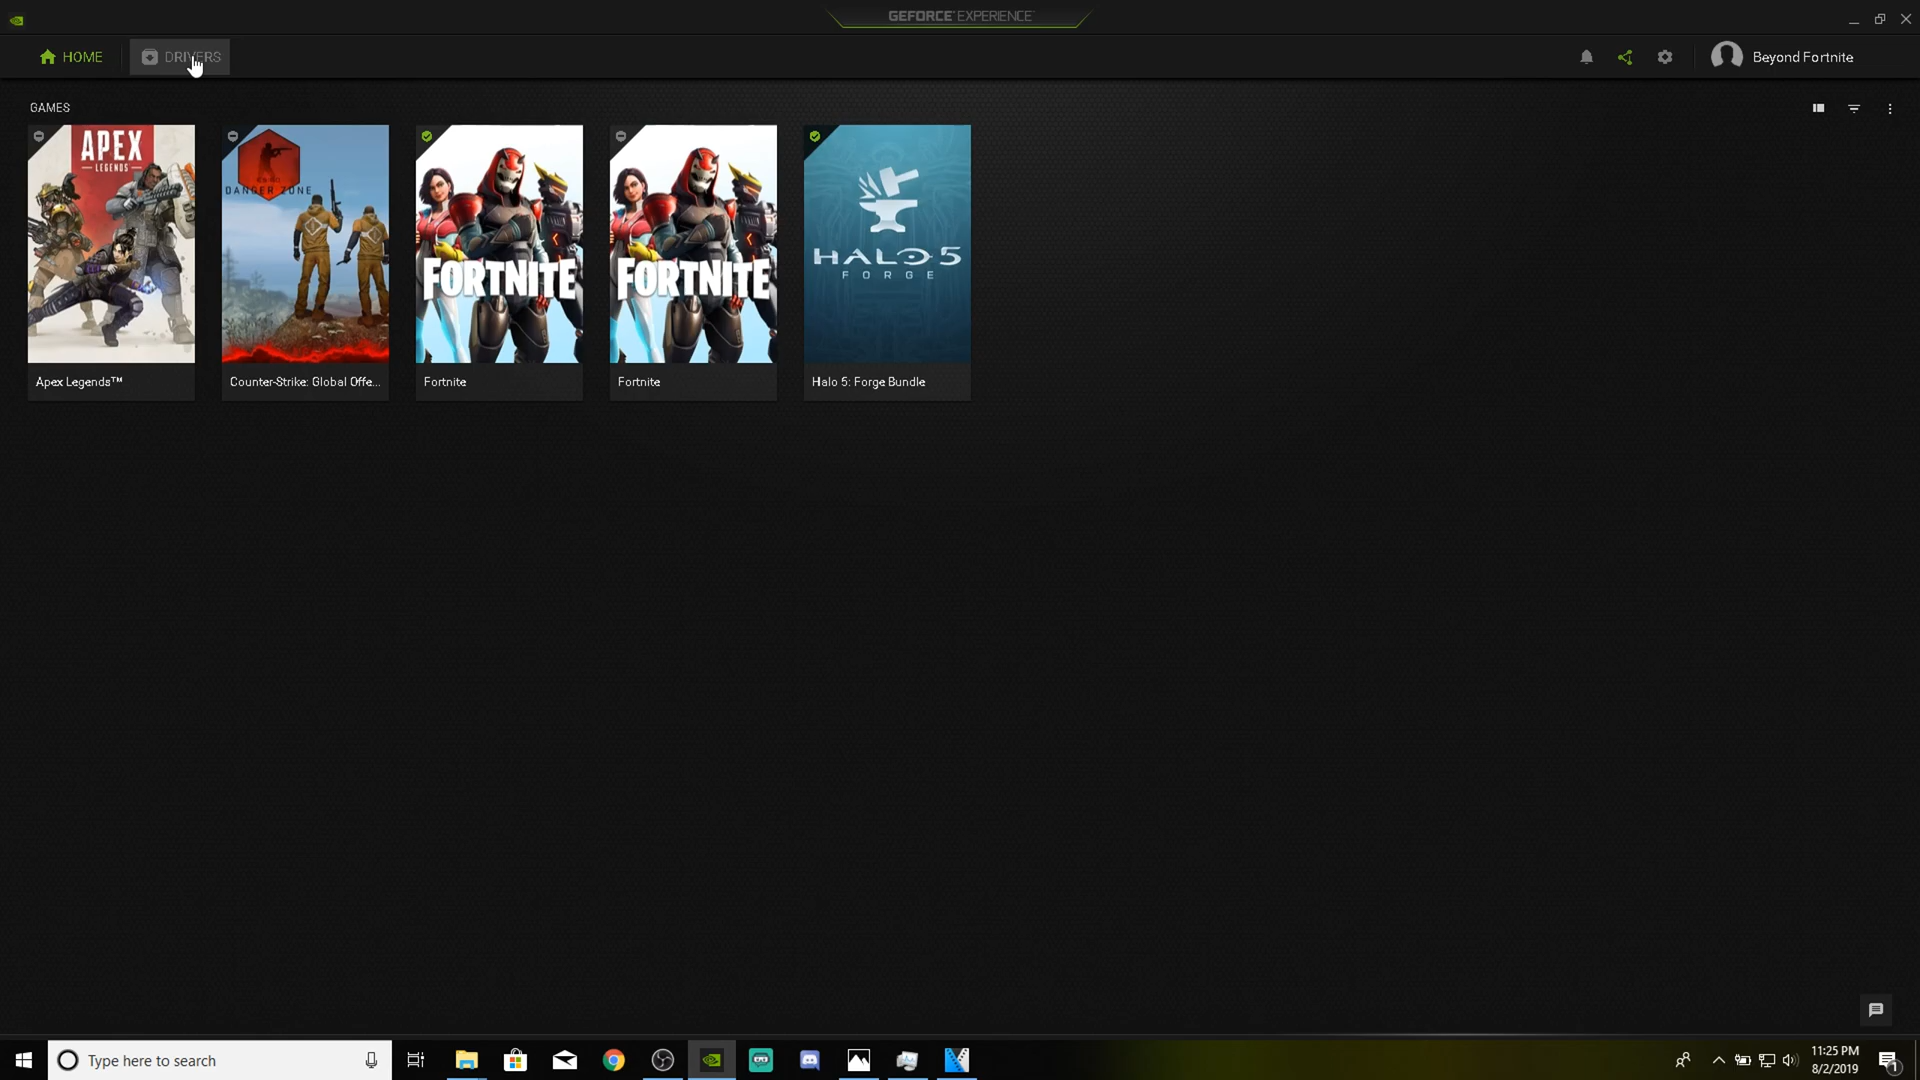 GEFORCE EXPERIENCE
HOME
DRIVERS
Beyond Fortnite
GAMES
APEX
LEGENDS
DANGER ZONE
FORTNITE
FORTNITE
HALO 5
FORGE
Apex Legends™
Counter-Strike: Global Offe...
Fortnite
Fortnite
Halo 5: Forge Bundle
Type here to search
11:25 PM
8/2/2019
1